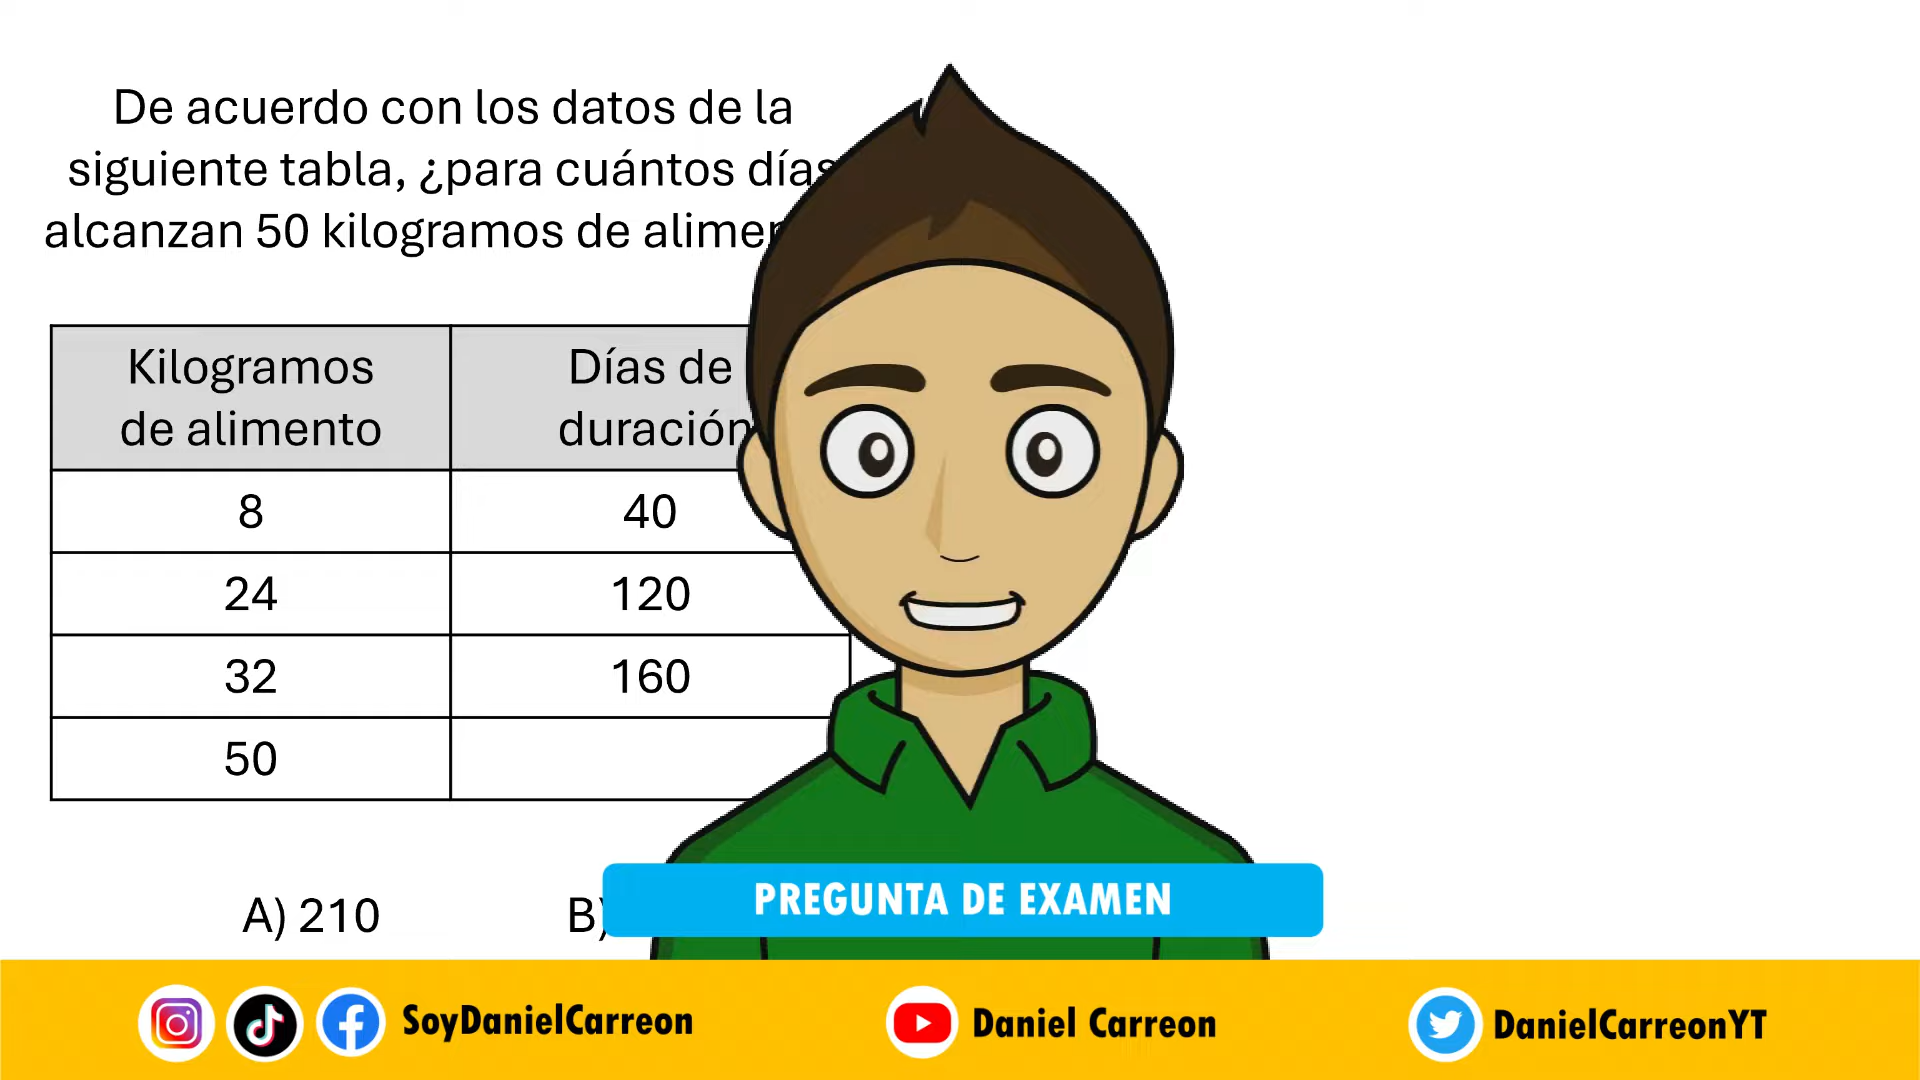 De acuerdo con los datos de la
siguiente tabla, ¿para cuántos días
alcanzan 50 kilogramos de
Kilogramos Días de
de alimento duración
8 40
24 120
32 160
50
A) 210 B)
PREGUNTA DE EXAMEN
SoyDanielCarreon Daniel Carreon DanielCarreonYT